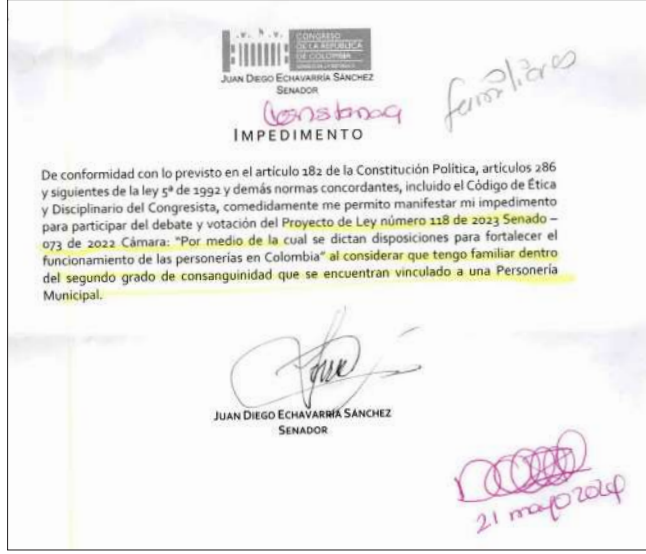 CONGRESO
DE LA REPÚBLICA
DE COLOMBIA
JUAN DIEGO ECHAVARRÍA SÁNCHEZ
SENADOR
familiares
Constancia
IMPEDIMENTO
De conformidad con lo previsto en el artículo 182 de la Constitución Política, artículos 286
y siguientes de la ley 5ª de 1992 y demás normas concordantes, incluido el Código de Ética
y Disciplinario del Congresista, comedidamente me permito manifestar mi impedimento
para participar del debate y votación del Proyecto de Ley número 118 de 2023 Senado –
073 de 2022 Cámara: "Por medio de la cual se dictan disposiciones para fortalecer el
funcionamiento de las personerías en Colombia" al considerar que tengo familiar dentro
del segundo grado de consanguinidad que se encuentran vinculado a una Personería
Municipal.
JUAN DIEGO ECHAVARRÍA SÁNCHEZ
SENADOR
21 mayo 2024